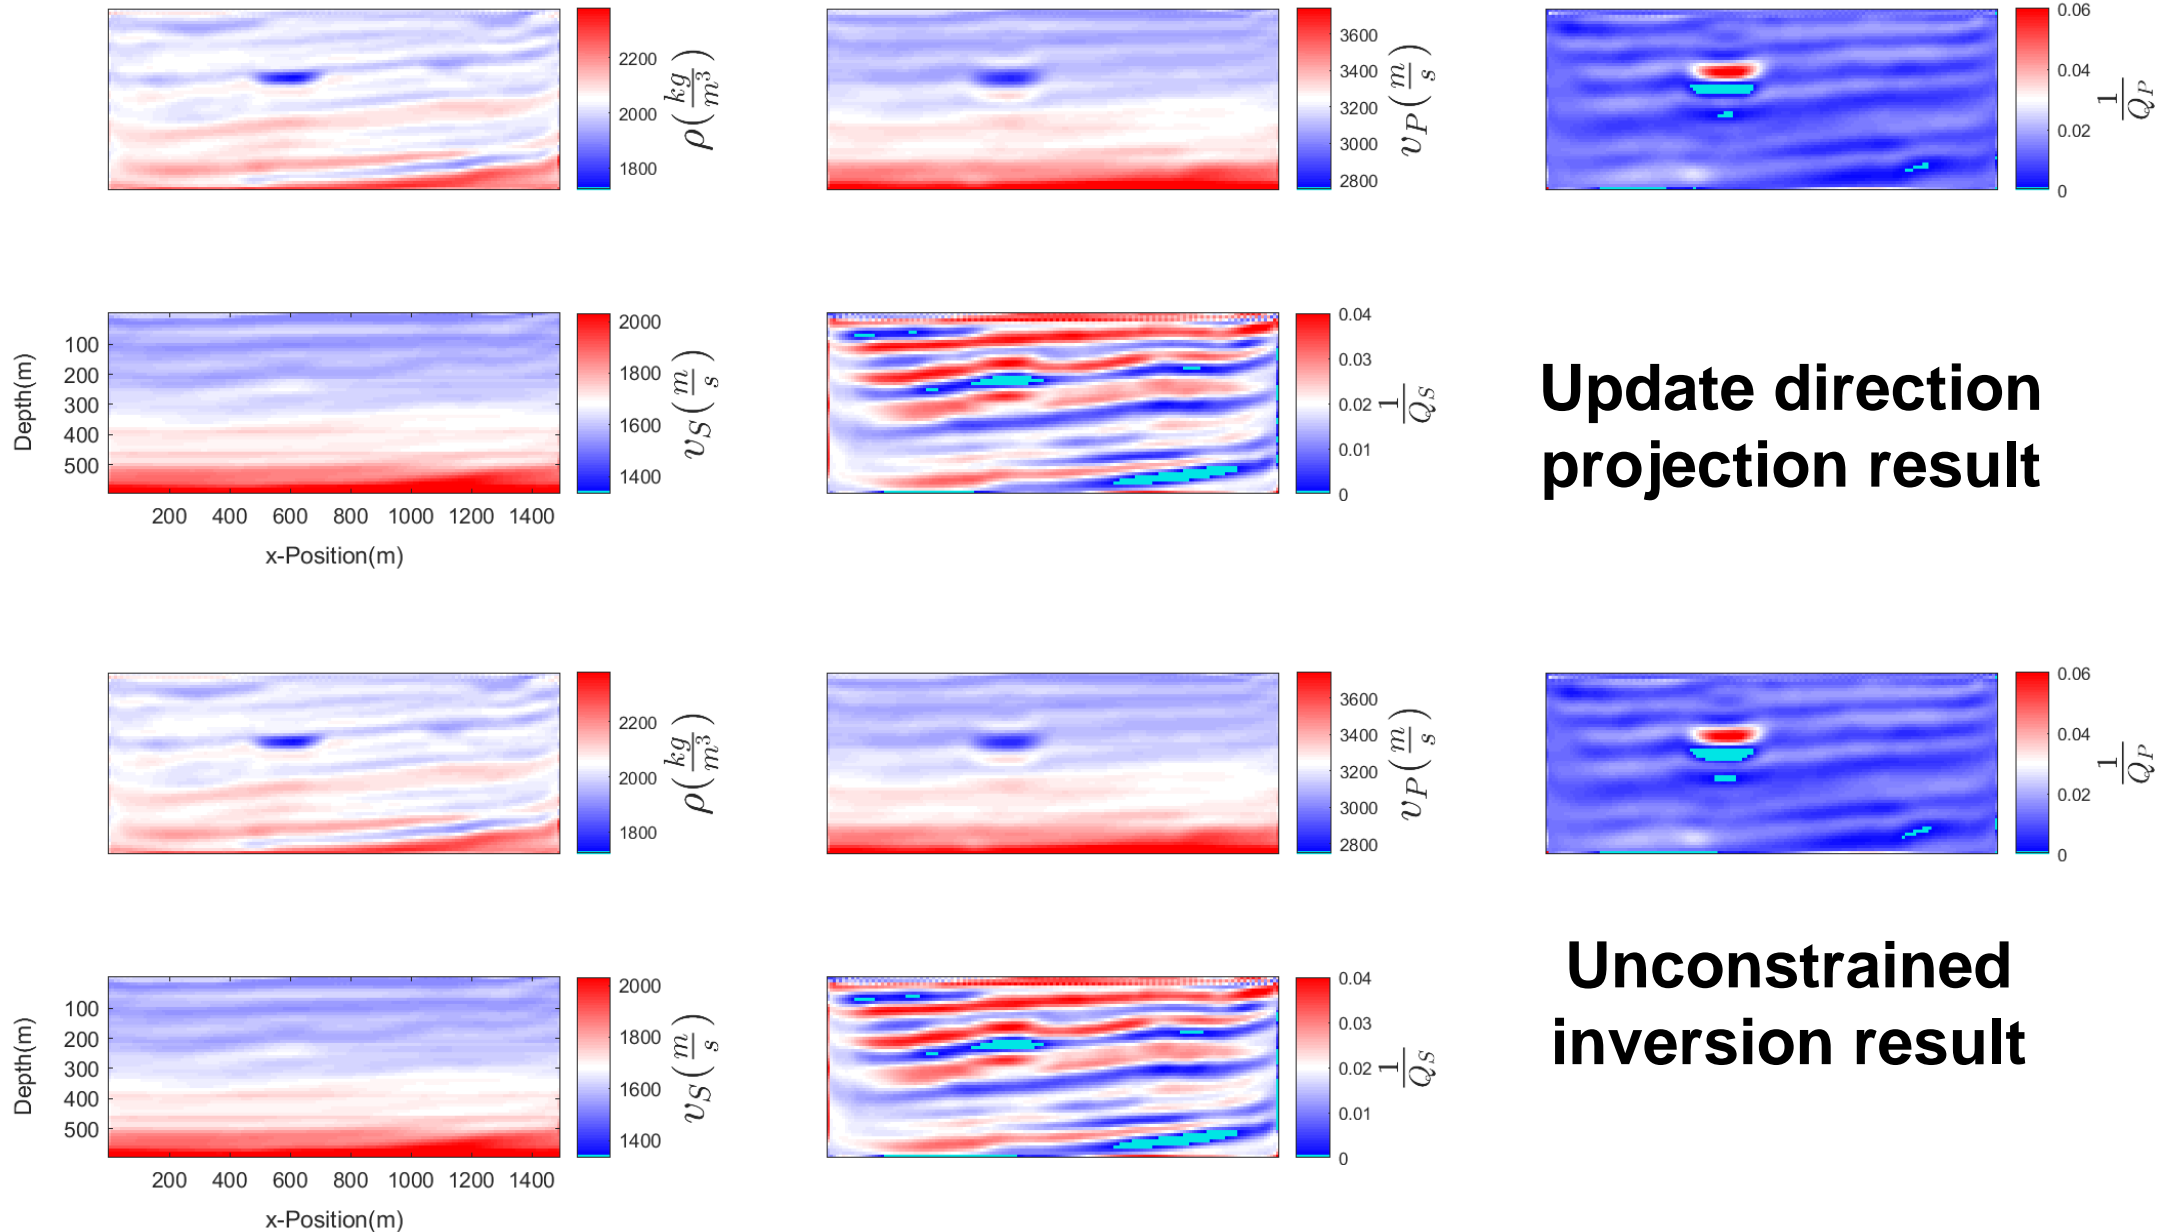 2200
2000
1800
ρ(kg/m³)
3600
3400
3200
3000
2800
v_P(m/s)
0.06
0.04
0.02
0
1/Q_P
100
200
300
400
500
Depth(m)
200 400 600 800 1000 1200 1400
x-Position(m)
2000
1800
1600
1400
v_S(m/s)
0.04
0.03
0.02
0.01
0
1/Q_S
Update direction
projection result
2200
2000
1800
ρ(kg/m³)
3600
3400
3200
3000
2800
v_P(m/s)
0.06
0.04
0.02
0
1/Q_P
100
200
300
400
500
Depth(m)
200 400 600 800 1000 1200 1400
x-Position(m)
2000
1800
1600
1400
v_S(m/s)
0.04
0.03
0.02
0.01
0
1/Q_S
Unconstrained
inversion result